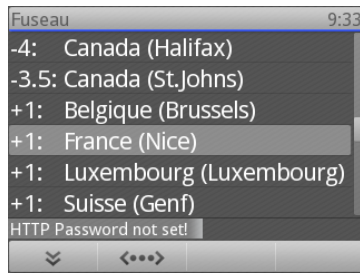 Fuseau 9:33
-4: Canada (Halifax)
-3.5: Canada (St.Johns)
+1: Belgique (Brussels)
+1: France (Nice)
+1: Luxembourg (Luxembourg)
+1: Suisse (Genf)
HTTP Password not set!